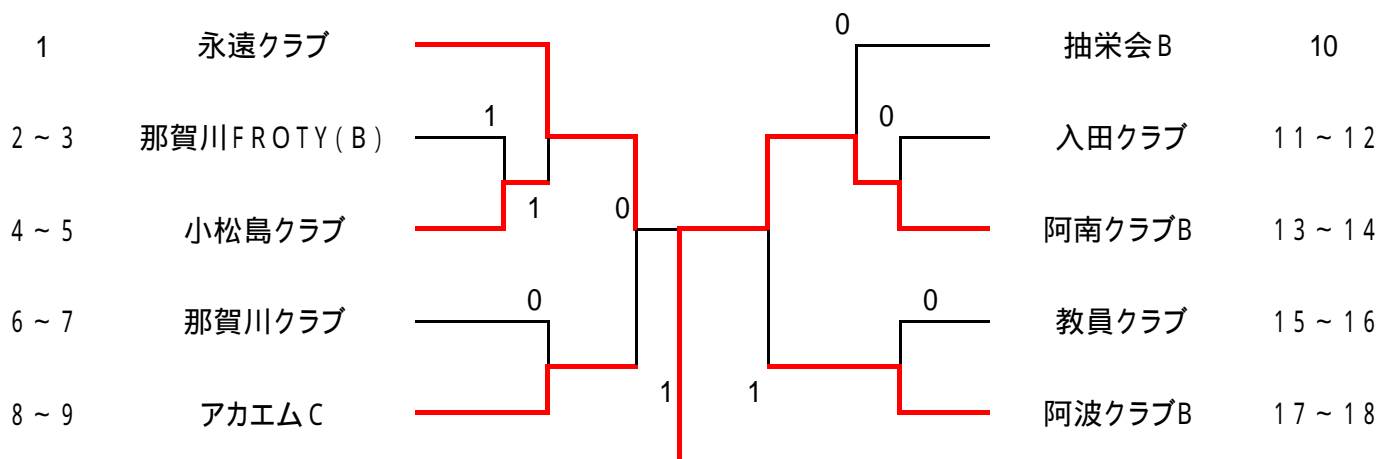 0
1 永遠クラブ 抽栄会B 10
1 0
2～3 那賀川FROTY(B) 入田クラブ 11～12
1 0
4～5 小松島クラブ 阿南クラブB 13～14
0 0
6～7 那賀川クラブ 教員クラブ 15～16
1 1
8～9 アカエムC 阿波クラブB 17～18